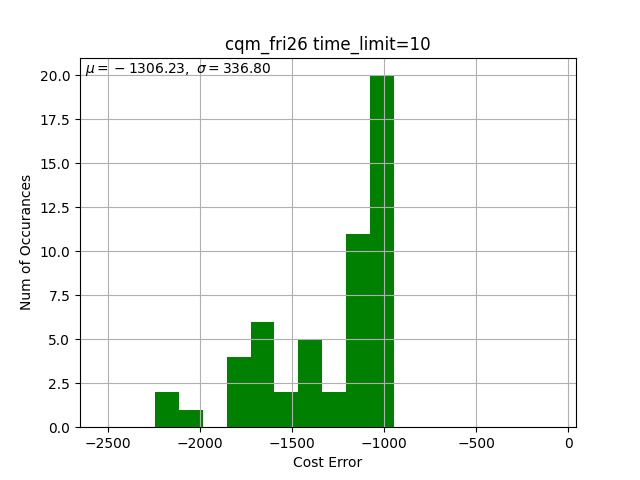 cqm_fri26 time_limit=10
μ = −1306.23, σ = 336.80
Num of Occurances
20.0
17.5
15.0
12.5
10.0
7.5
5.0
2.5
0.0
−2500 −2000 −1500 −1000 −500 0
Cost Error